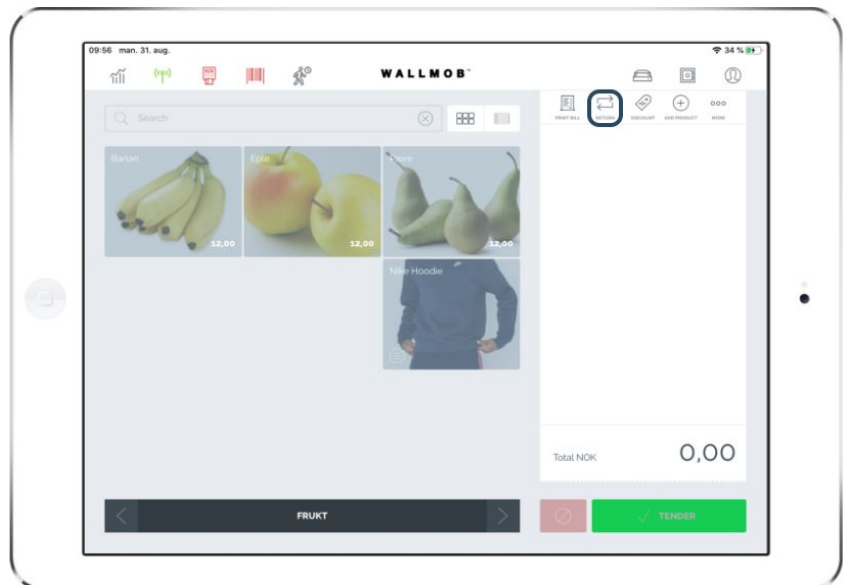 09:56 man. 31. aug.
34 %
WALLMOB
Search
PRINT BILL
RETURN
DISCOUNT
ADD PRODUCT
MORE
Banan
Eple
Pære
12,00
12,00
12,00
Nike Hoodie
Total NOK
0,00
FRUKT
TENDER